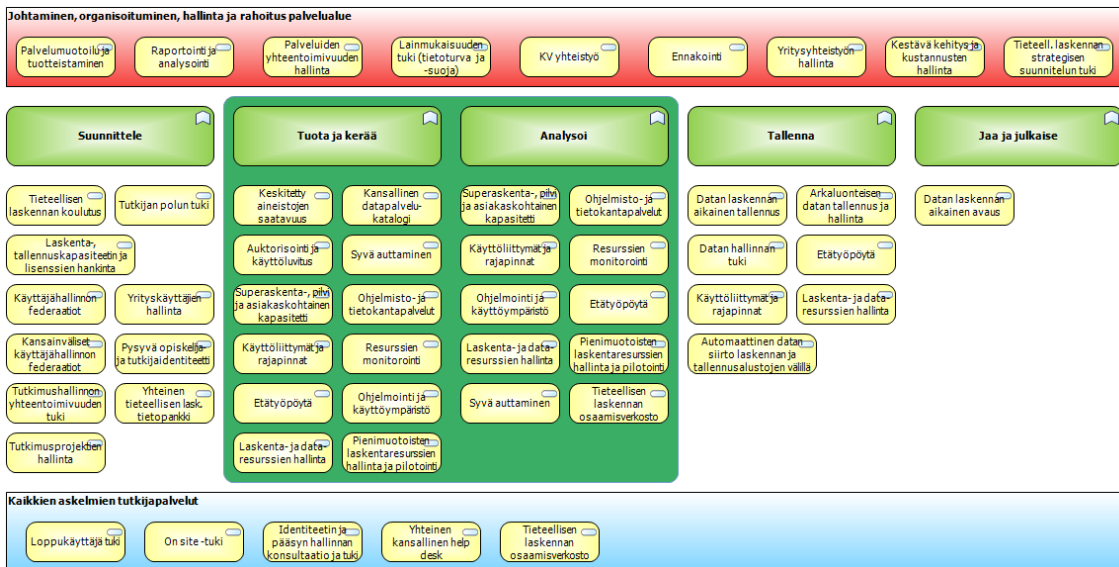 Johtaminen, organisoituminen, hallinta ja rahoitus palvelualue
Palvelumuotoilu ja
tuotteistaminen
Raportointi ja
analysointi
Palveluiden
yhteentoimivuuden
hallinta
Lainmukaisuuden
tuki (tietoturva ja
-suoja)
KV yhteistyö
Ennakointi
Yritysyhteistyön
hallinta
Kestävä kehitys ja
kustannusten
hallinta
Tieteell. laskennan
strategisen
suunnitelun tuki
Suunnittele
Tieteellisen
laskennan koulutus
Tutkijan polun tuki
Laskenta-,
tallennuskapasiteetin ja
lisenssien hankinta
Käyttäjähallinnon
federaatiot
Yrityskäyttäjien
hallinta
Kansainväliset
käyttäjähallinnon
federaatiot
Pysyvä opiskelija-
ja tutkijaidentiteetti
Tutkimushallinnon
yhteentoimivuuden
tuki
Yhteinen
tieteellisen lask.
tietopankki
Tutkimusprojektien
hallinta
Tuota ja kerää
Keskitetty
aineistojen
saatavuus
Kansallinen
datapalvelu-
katalogi
Auktorisointi ja
käyttöluvitus
Syvä auttaminen
Superaskenta-, pilvi
ja asiakaskohtainen
kapasitetti
Ohjelmisto- ja
tietokantapalvelut
Käyttöliittymät ja
rajapinnat
Resurssien
monitorointi
Etätyöpöytä
Ohjelmointi ja
käyttöympäristö
Laskenta- ja data-
resurssien hallinta
Pienimuotoisten
laskentaresurssien
hallinta ja pilotointi
Analysoi
Superaskenta-, pilvi
ja asiakaskohtainen
kapasitetti
Ohjelmisto- ja
tietokantapalvelut
Käyttöliittymät ja
rajapinnat
Resurssien
monitorointi
Ohjelmointi ja
käyttöympäristö
Etätyöpöytä
Laskenta- ja data-
resurssien hallinta
Pienimuotoisten
laskentaresurssien
hallinta ja pilotointi
Syvä auttaminen
Tieteellisen
laskennan
osaamisverkosto
Tallenna
Datan laskennan
aikainen tallennus
Arkaluonteisen
datan tallennus ja
hallinta
Datan hallinnan
tuki
Etätyöpöytä
Käyttöliittymät ja
rajapinnat
Laskenta- ja data-
resurssien hallinta
Automaattinen datan
siirto laskennan ja
tallennusalustojen välillä
Jaa ja julkaise
Datan laskennan
aikainen avaus
Kaikkien askelmien tutkijapalvelut
Loppukäyttäjä tuki
On site -tuki
Identiteetin ja
pääsyn hallinnan
konsultaatio ja tuki
Yhteinen
kansallinen help
desk
Tieteellisen
laskennan
osaamisverkosto